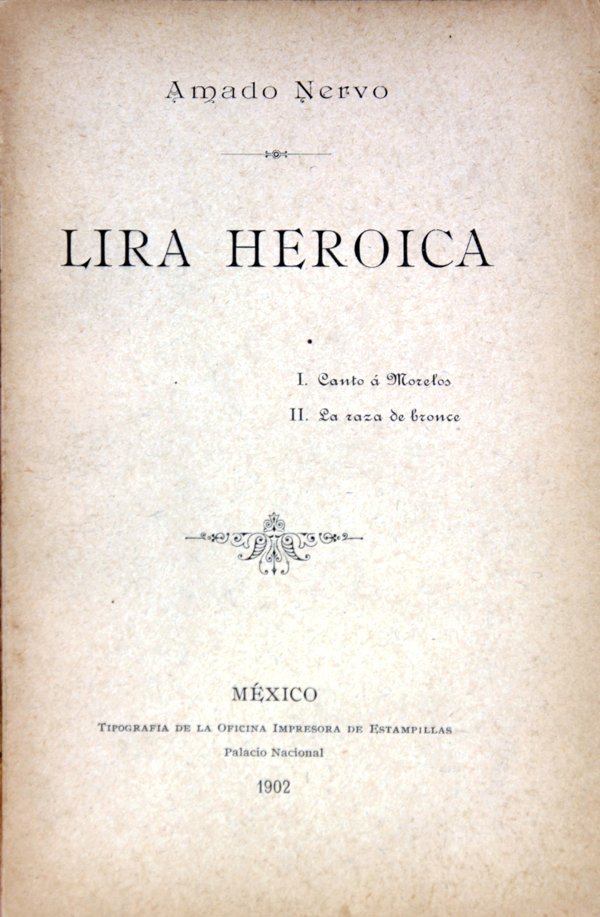 Amado Nervo
LIRA HEROICA
I. Canto á Morelos
II. La raza de bronce
MÉXICO
TIPOGRAFIA DE LA OFICINA IMPRESORA DE ESTAMPILLAS
Palacio Nacional
1902